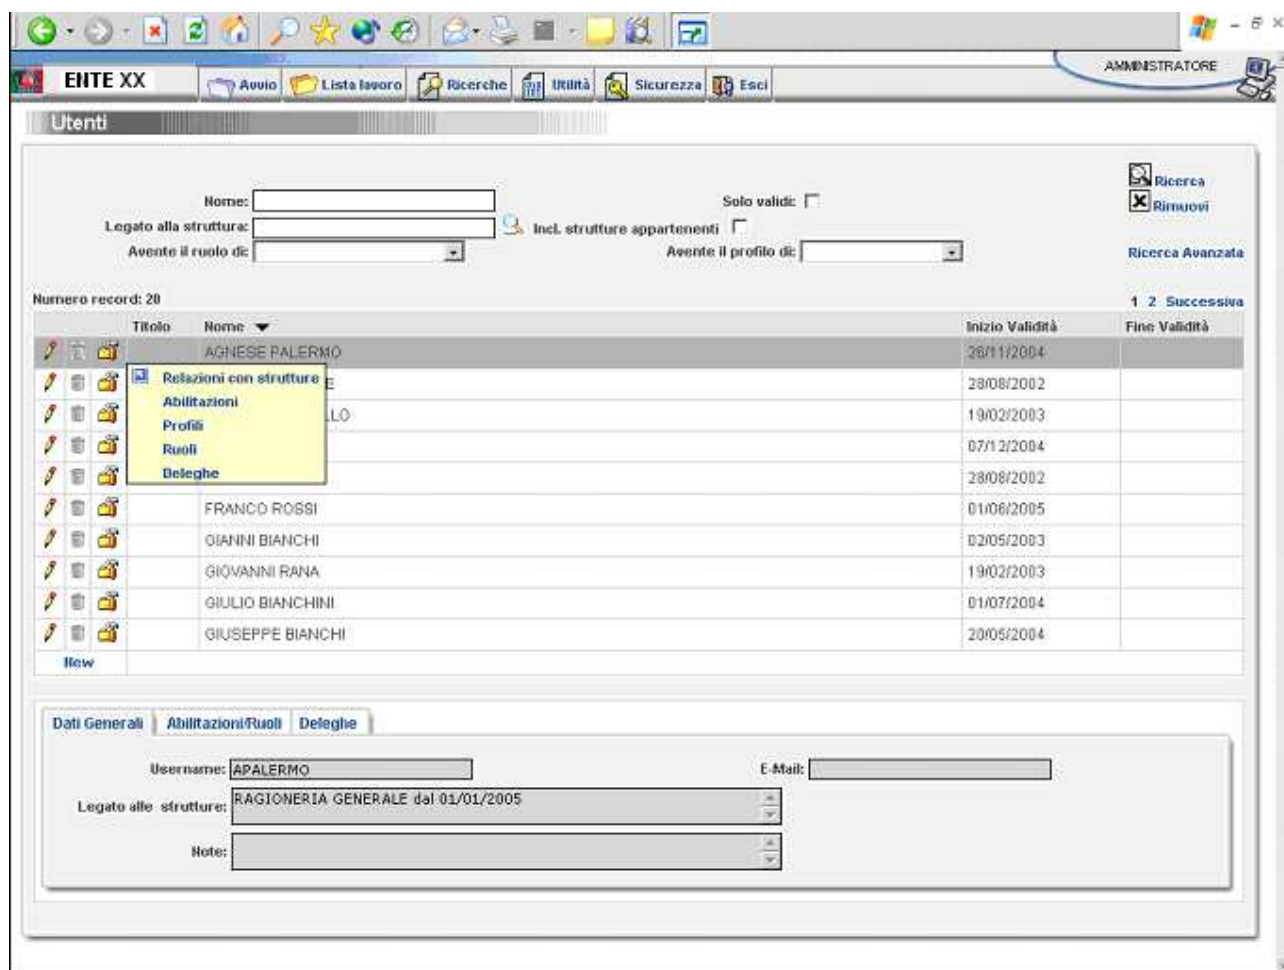 AMMINISTRATORE
ENTE XX Avvio Lista lavoro Ricerche Utilità Sicurezza Esci
Utenti
Ricerca
Nome: Solo validi: Rimuovi
Legato alla struttura: Incl. strutture appartenenti
Avente il ruolo di: Avente il profilo di: Ricerca Avanzata
Numero record: 20 1 2 Successiva
Titolo Nome Inizio Validità Fine Validità
AGNESE PALERMO 26/11/2004
Relazioni con strutture E 28/08/2002
Abilitazioni
Profili LLO 19/02/2003
Ruoli 07/12/2004
Deleghe 28/08/2002
FRANCO ROSSI 01/06/2005
GIANNI BIANCHI 02/05/2003
GIOVANNI RANA 19/02/2003
GIULIO BIANCHINI 01/07/2004
GIUSEPPE BIANCHI 20/05/2004
New
Dati Generali Abilitazioni/Ruoli Deleghe
Username: APALERMO E-Mail:
Legato alle strutture: RAGIONERIA GENERALE dal 01/01/2005
Note: